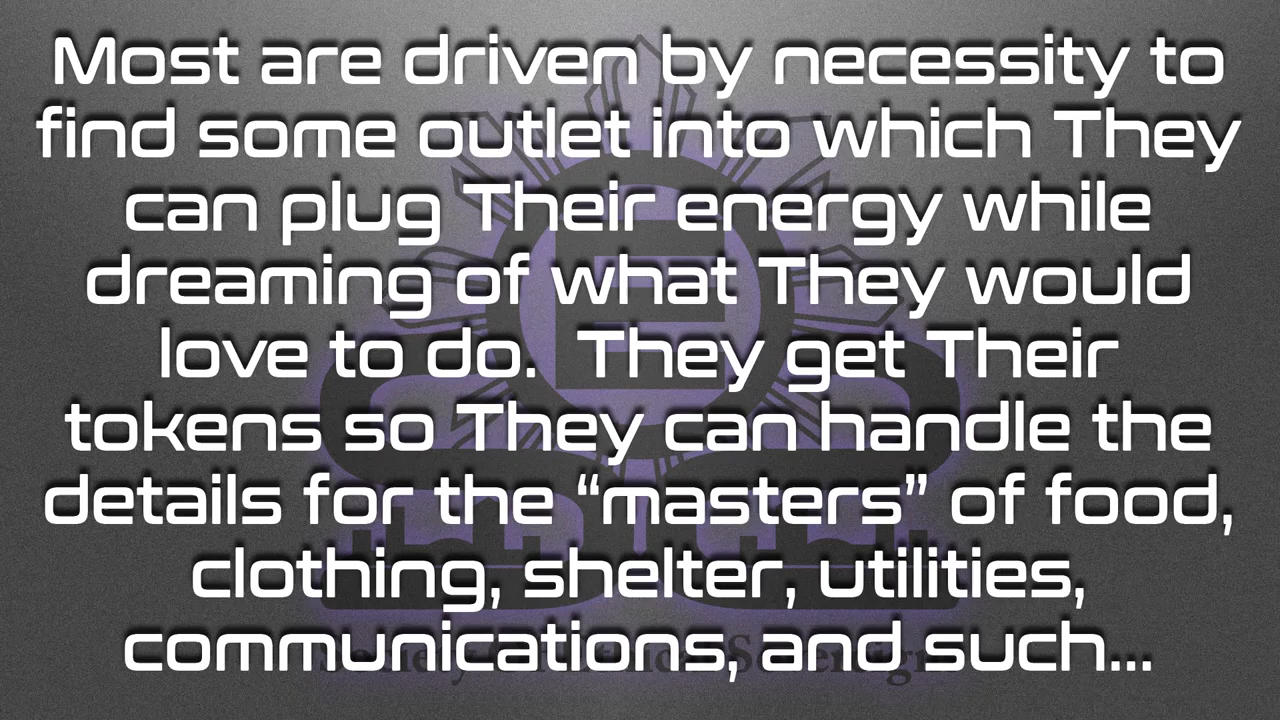 Most are driven by necessity to
find some outlet into which They
can plug Their energy while
dreaming of what They would
love to do.  They get Their
tokens so They can handle the
details for the “masters” of food,
clothing, shelter, utilities,
communications, and such...
Society